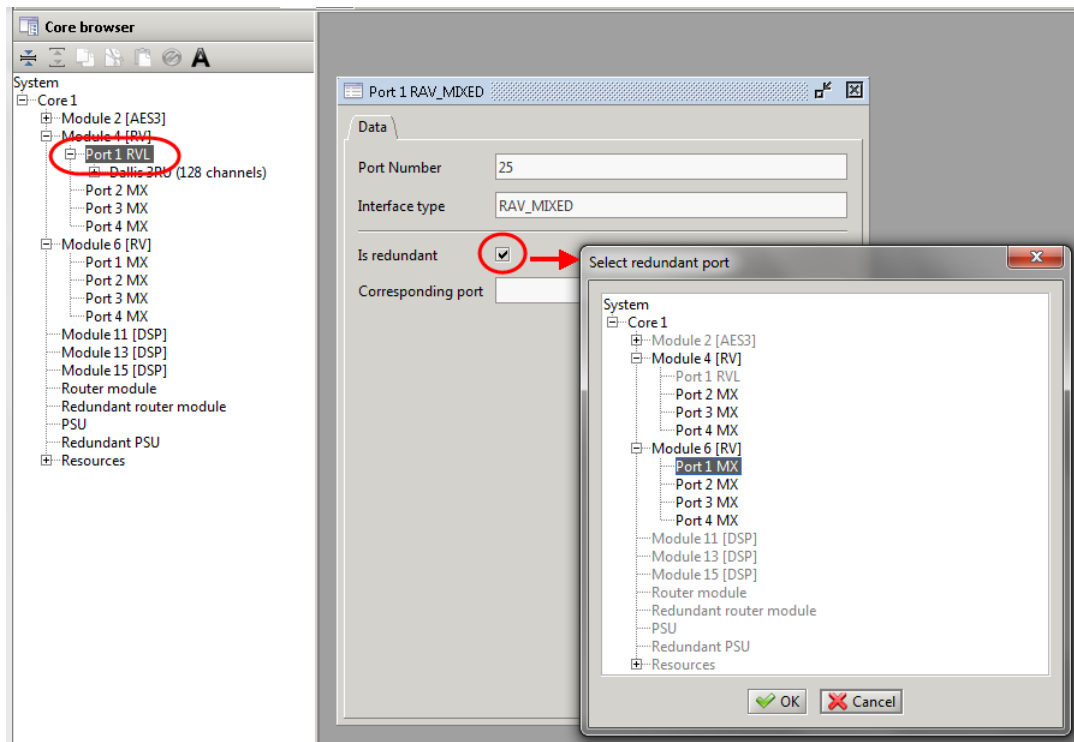 Core browser
A
System
Core 1
Module 2 [AES3]
Module 4 [RV]
Port 1 RVL
Dallis 3RU (128 channels)
Port 2 MX
Port 3 MX
Port 4 MX
Module 6 [RV]
Port 1 MX
Port 2 MX
Port 3 MX
Port 4 MX
Module 11 [DSP]
Module 13 [DSP]
Module 15 [DSP]
Router module
Redundant router module
PSU
Redundant PSU
Resources
Port 1 RAV_MIXED
Data
Port Number 25
Interface type RAV_MIXED
Is redundant
Corresponding port
Select redundant port
System
Core 1
Module 2 [AES3]
Module 4 [RV]
Port 1 RVL
Port 2 MX
Port 3 MX
Port 4 MX
Module 6 [RV]
Port 1 MX
Port 2 MX
Port 3 MX
Port 4 MX
Module 11 [DSP]
Module 13 [DSP]
Module 15 [DSP]
Router module
Redundant router module
PSU
Redundant PSU
Resources
OK Cancel